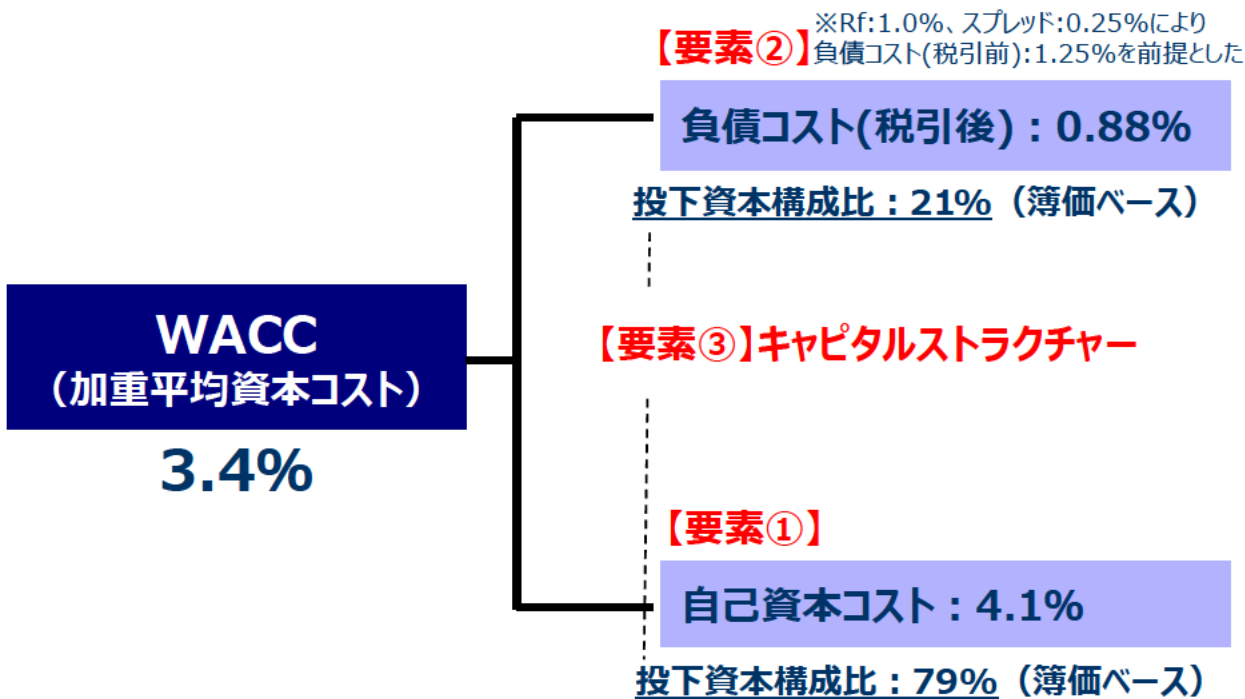 ※Rf:1.0%、スプレッド:0.25%により
【要素②】負債コスト(税引前):1.25%を前提とした
負債コスト(税引後)：0.88%
投下資本構成比：21%（簿価ベース）
WACC
（加重平均資本コスト）
3.4%
【要素③】キャピタルストラクチャー
【要素①】
自己資本コスト：4.1%
投下資本構成比：79%（簿価ベース）